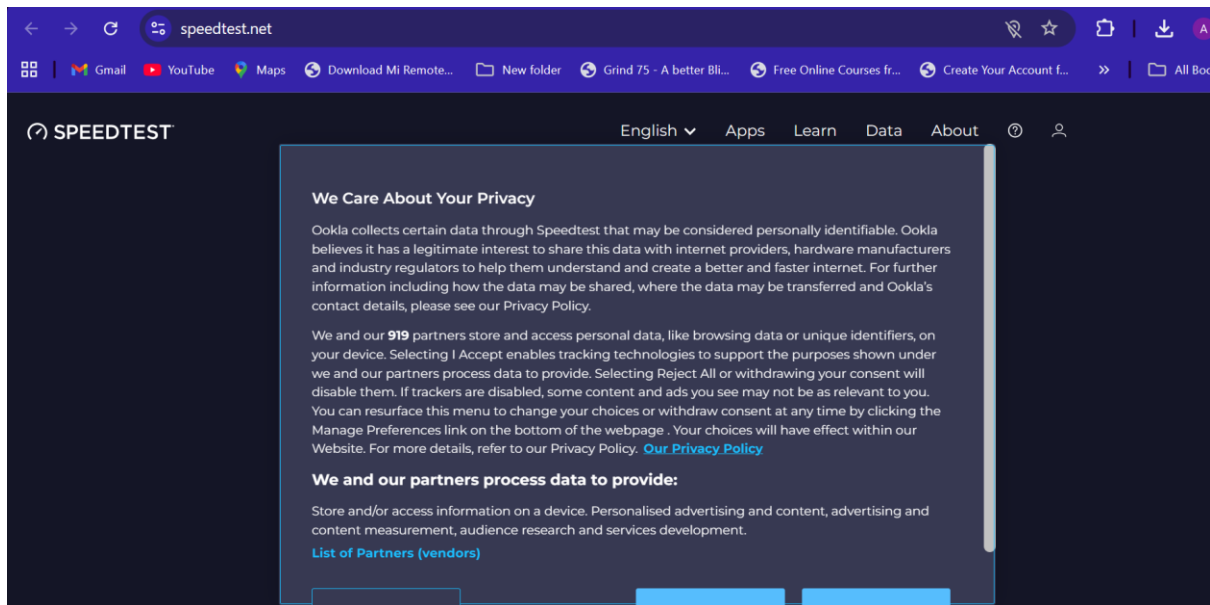 speedtest.net
A
Gmail YouTube Maps Download Mi Remote... New folder Grind 75 - A better Bli... Free Online Courses fr... Create Your Account f... » All Boo
SPEEDTEST English Apps Learn Data About
We Care About Your Privacy
Ookla collects certain data through Speedtest that may be considered personally identifiable. Ookla
believes it has a legitimate interest to share this data with internet providers, hardware manufacturers
and industry regulators to help them understand and create a better and faster internet. For further
information including how the data may be shared, where the data may be transferred and Ookla's
contact details, please see our Privacy Policy.
We and our 919 partners store and access personal data, like browsing data or unique identifiers, on
your device. Selecting I Accept enables tracking technologies to support the purposes shown under
we and our partners process data to provide. Selecting Reject All or withdrawing your consent will
disable them. If trackers are disabled, some content and ads you see may not be as relevant to you.
You can resurface this menu to change your choices or withdraw consent at any time by clicking the
Manage Preferences link on the bottom of the webpage . Your choices will have effect within our
Website. For more details, refer to our Privacy Policy. Our Privacy Policy
We and our partners process data to provide:
Store and/or access information on a device. Personalised advertising and content, advertising and
content measurement, audience research and services development.
List of Partners (vendors)